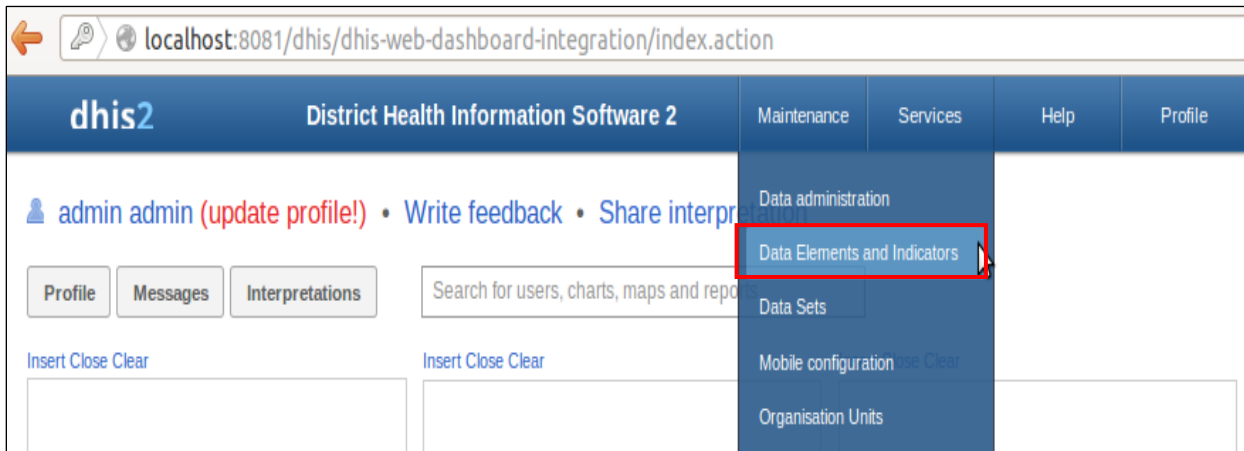 localhost:8081/dhis/dhis-web-dashboard-integration/index.action
dhis2 District Health Information Software 2 Maintenance Services Help Profile
admin admin (update profile!) • Write feedback • Share interpretation
Data administration
Data Elements and Indicators
Profile Messages Interpretations Search for users, charts, maps and reports
Data Sets
Insert Close Clear Insert Close Clear Close Clear
Mobile configuration
Organisation Units